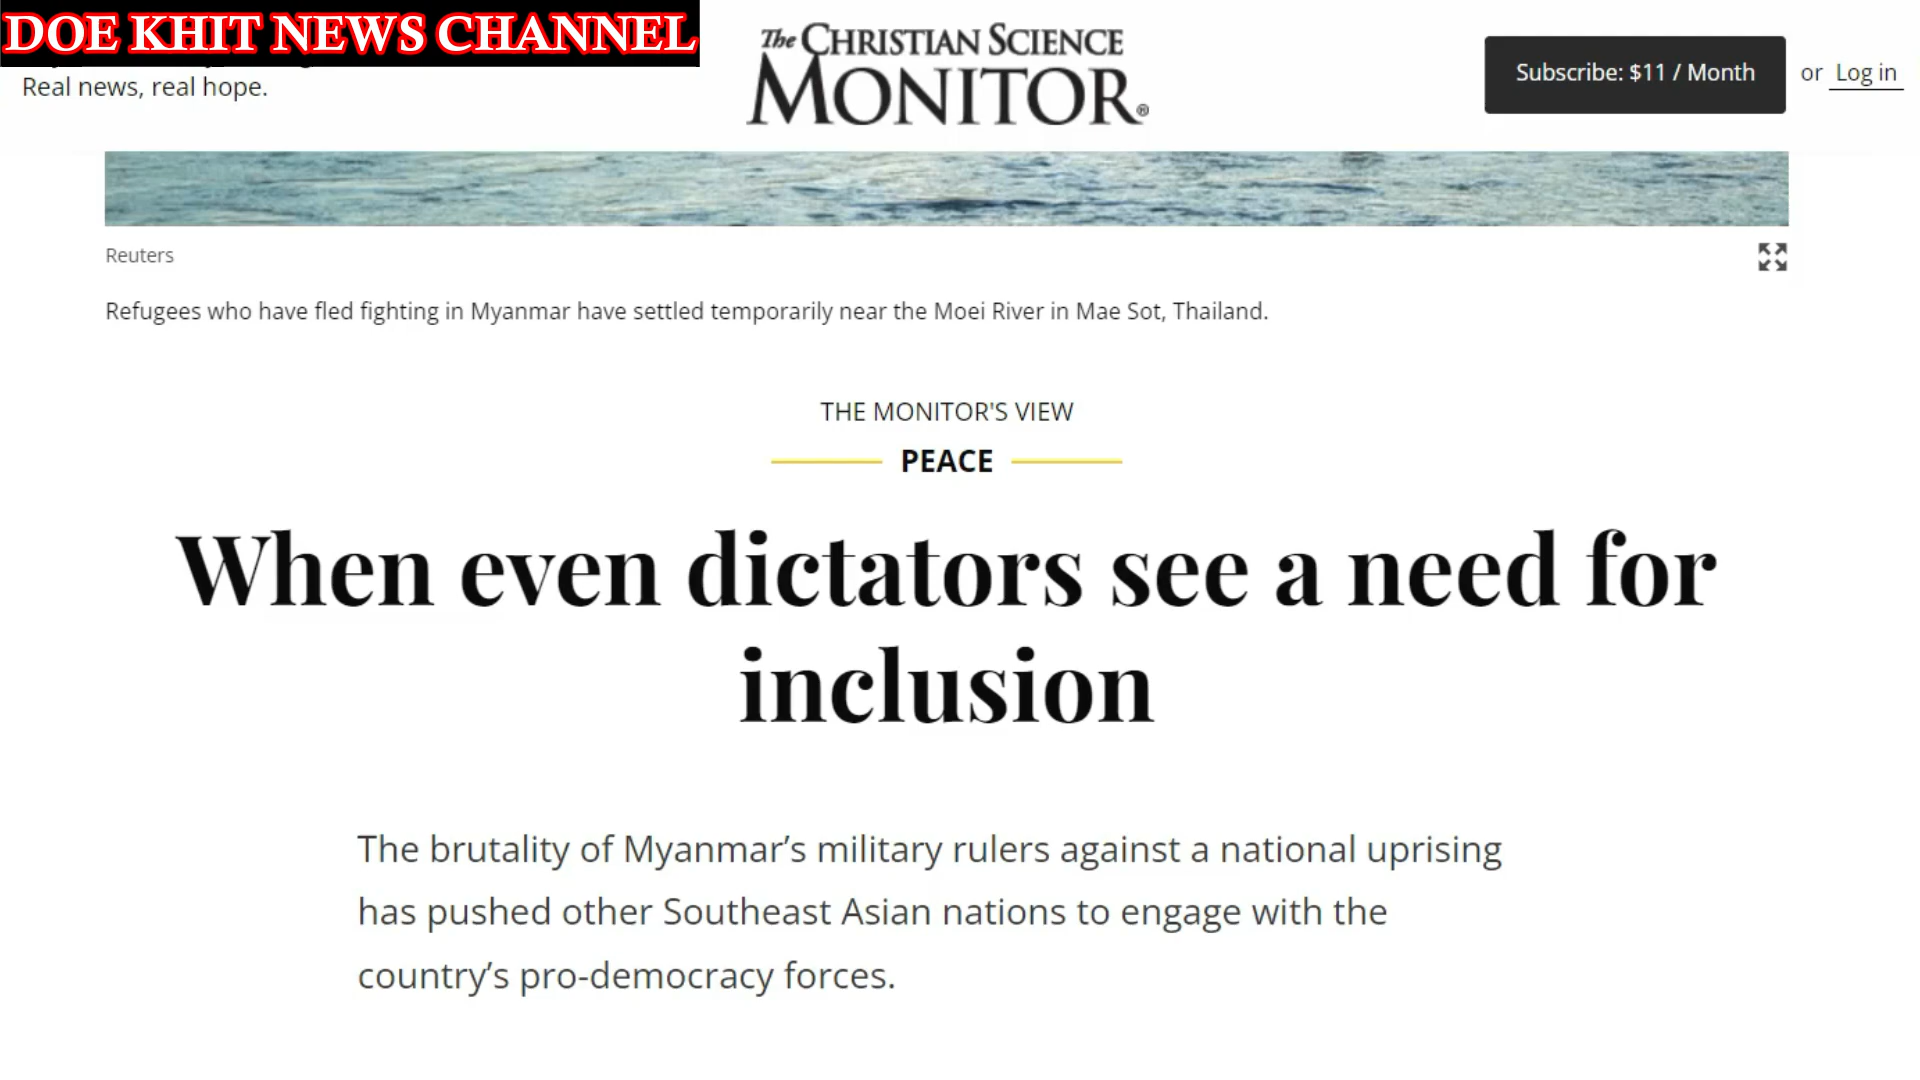 DOE KHIT NEWS CHANNEL
Real news, real hope.
The CHRISTIAN SCIENCE
MONITOR®
Subscribe: $11 / Month or Log in
Reuters
Refugees who have fled fighting in Myanmar have settled temporarily near the Moei River in Mae Sot, Thailand.
THE MONITOR'S VIEW
PEACE
When even dictators see a need for
inclusion
The brutality of Myanmar’s military rulers against a national uprising
has pushed other Southeast Asian nations to engage with the
country’s pro-democracy forces.